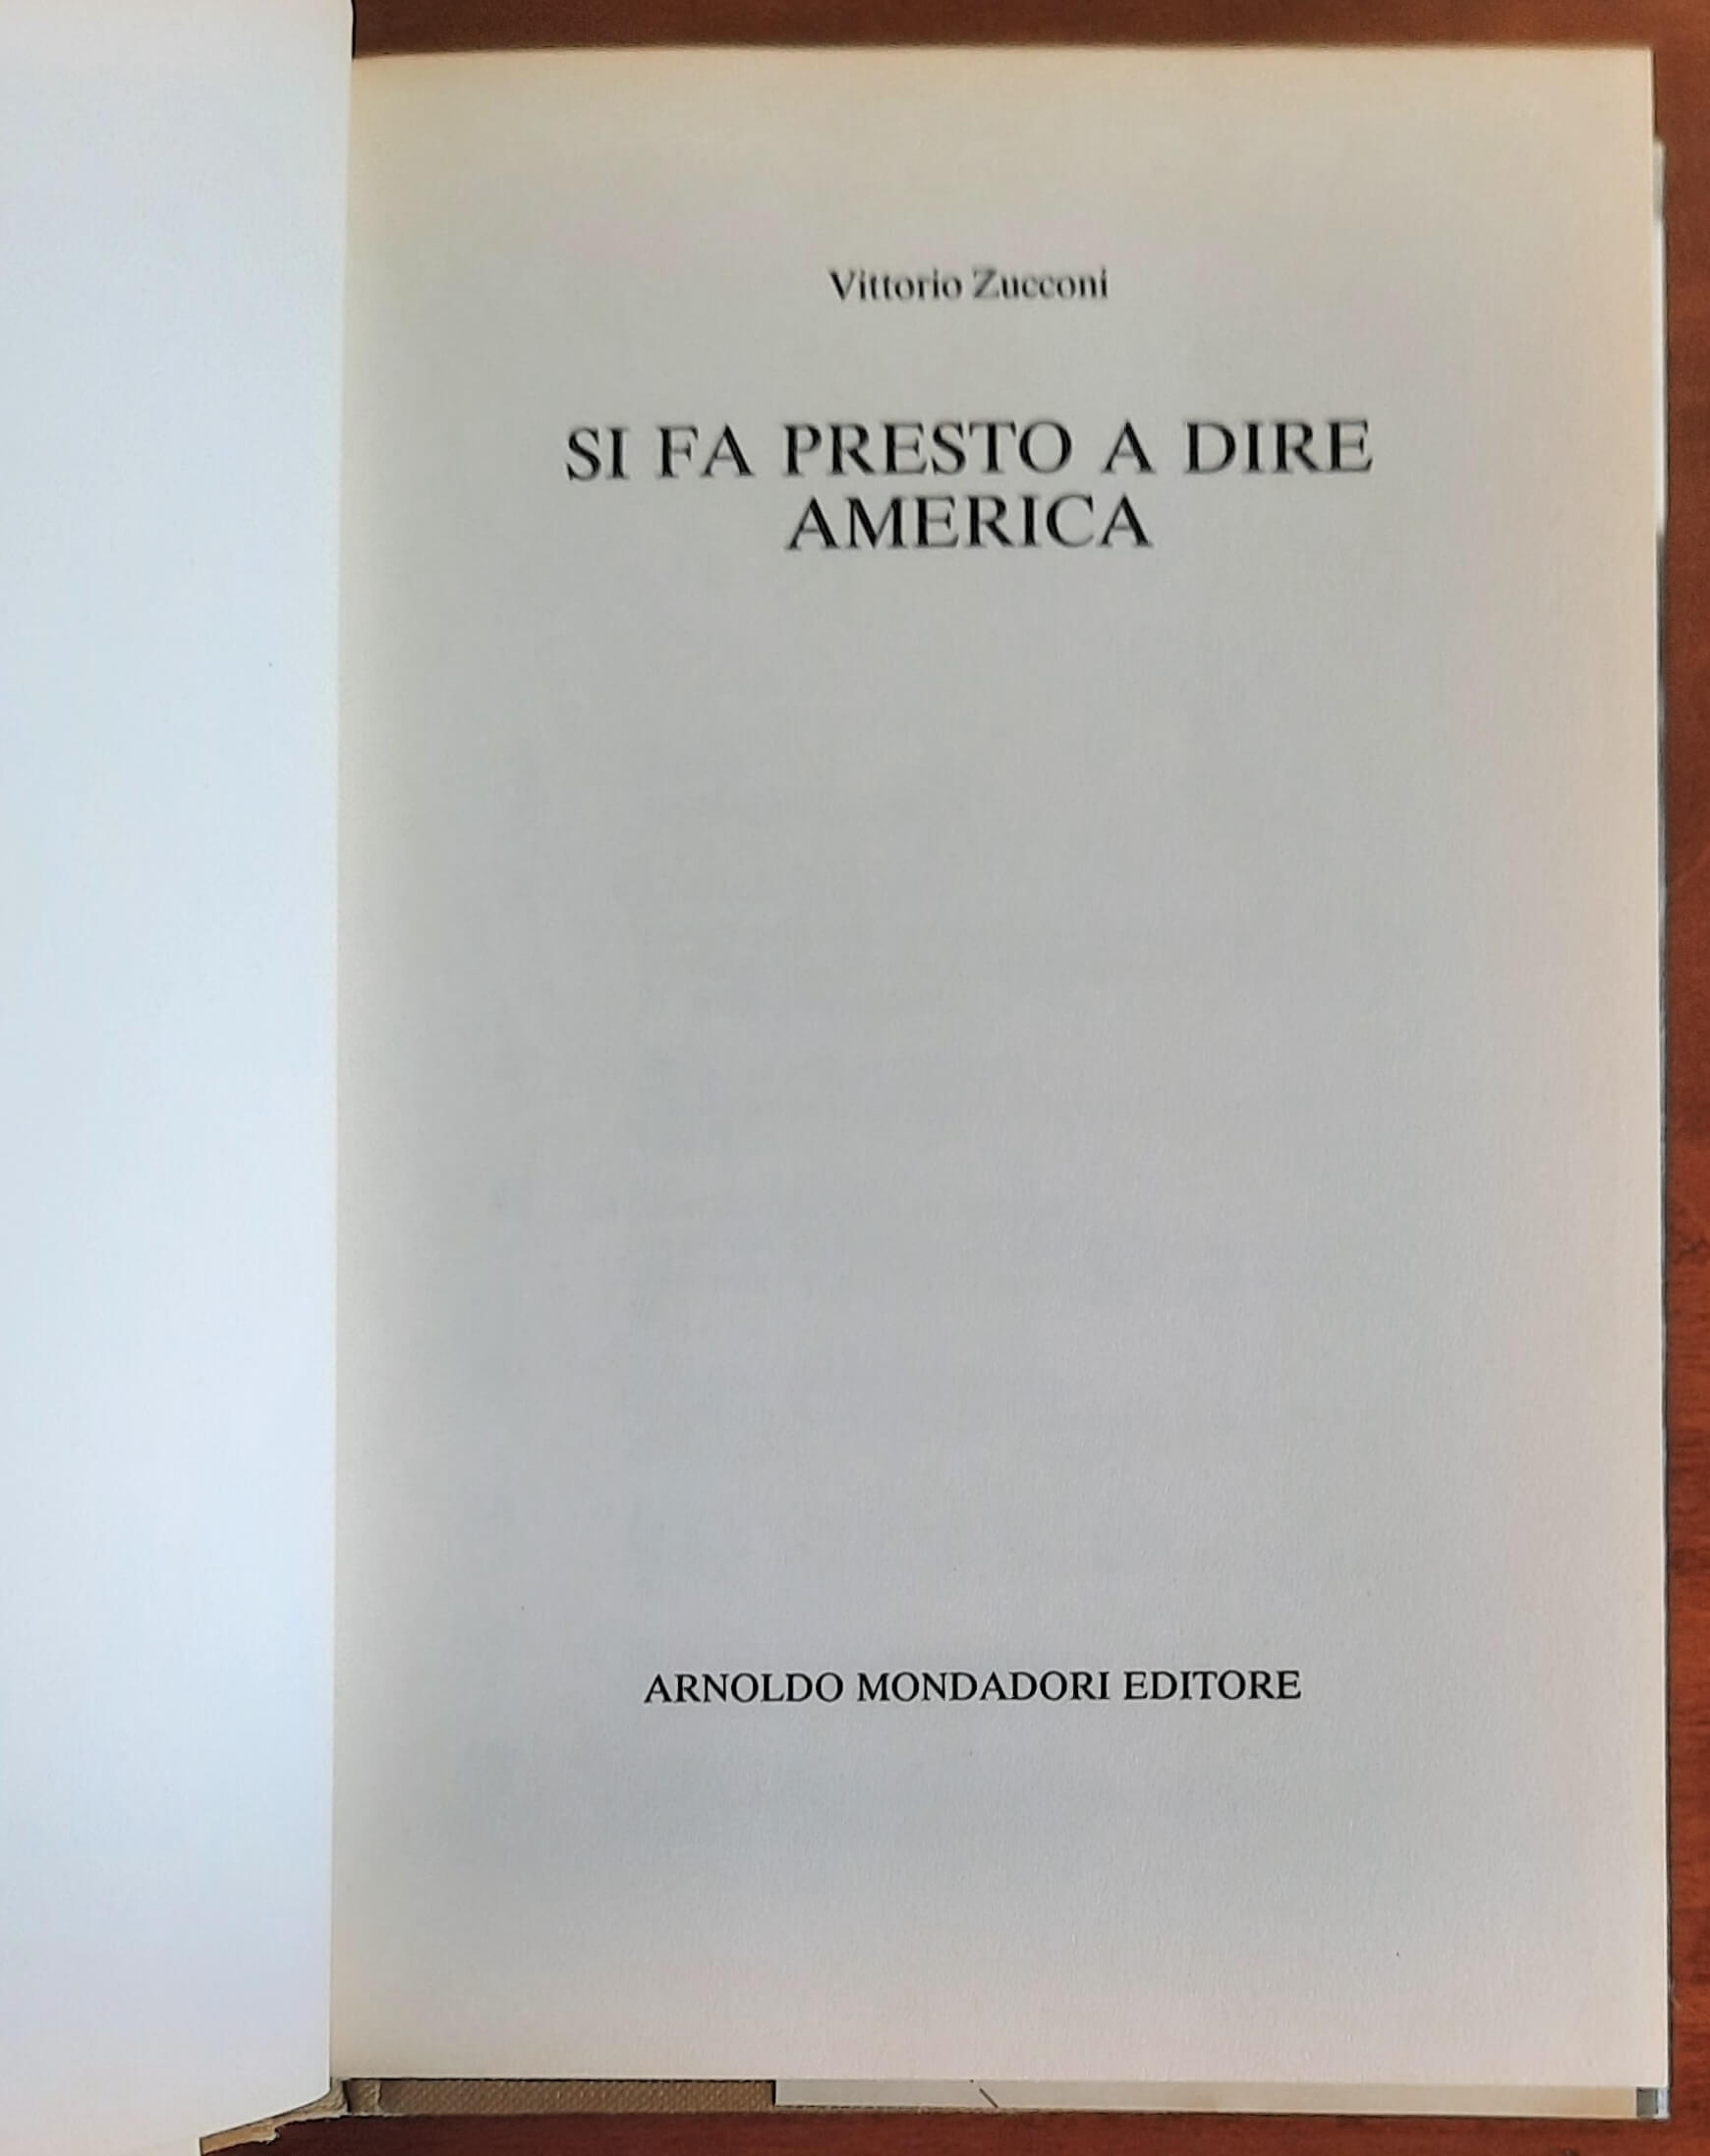 Vittorio Zucconi
SI FA PRESTO A DIRE
AMERICA
ARNOLDO MONDADORI EDITORE